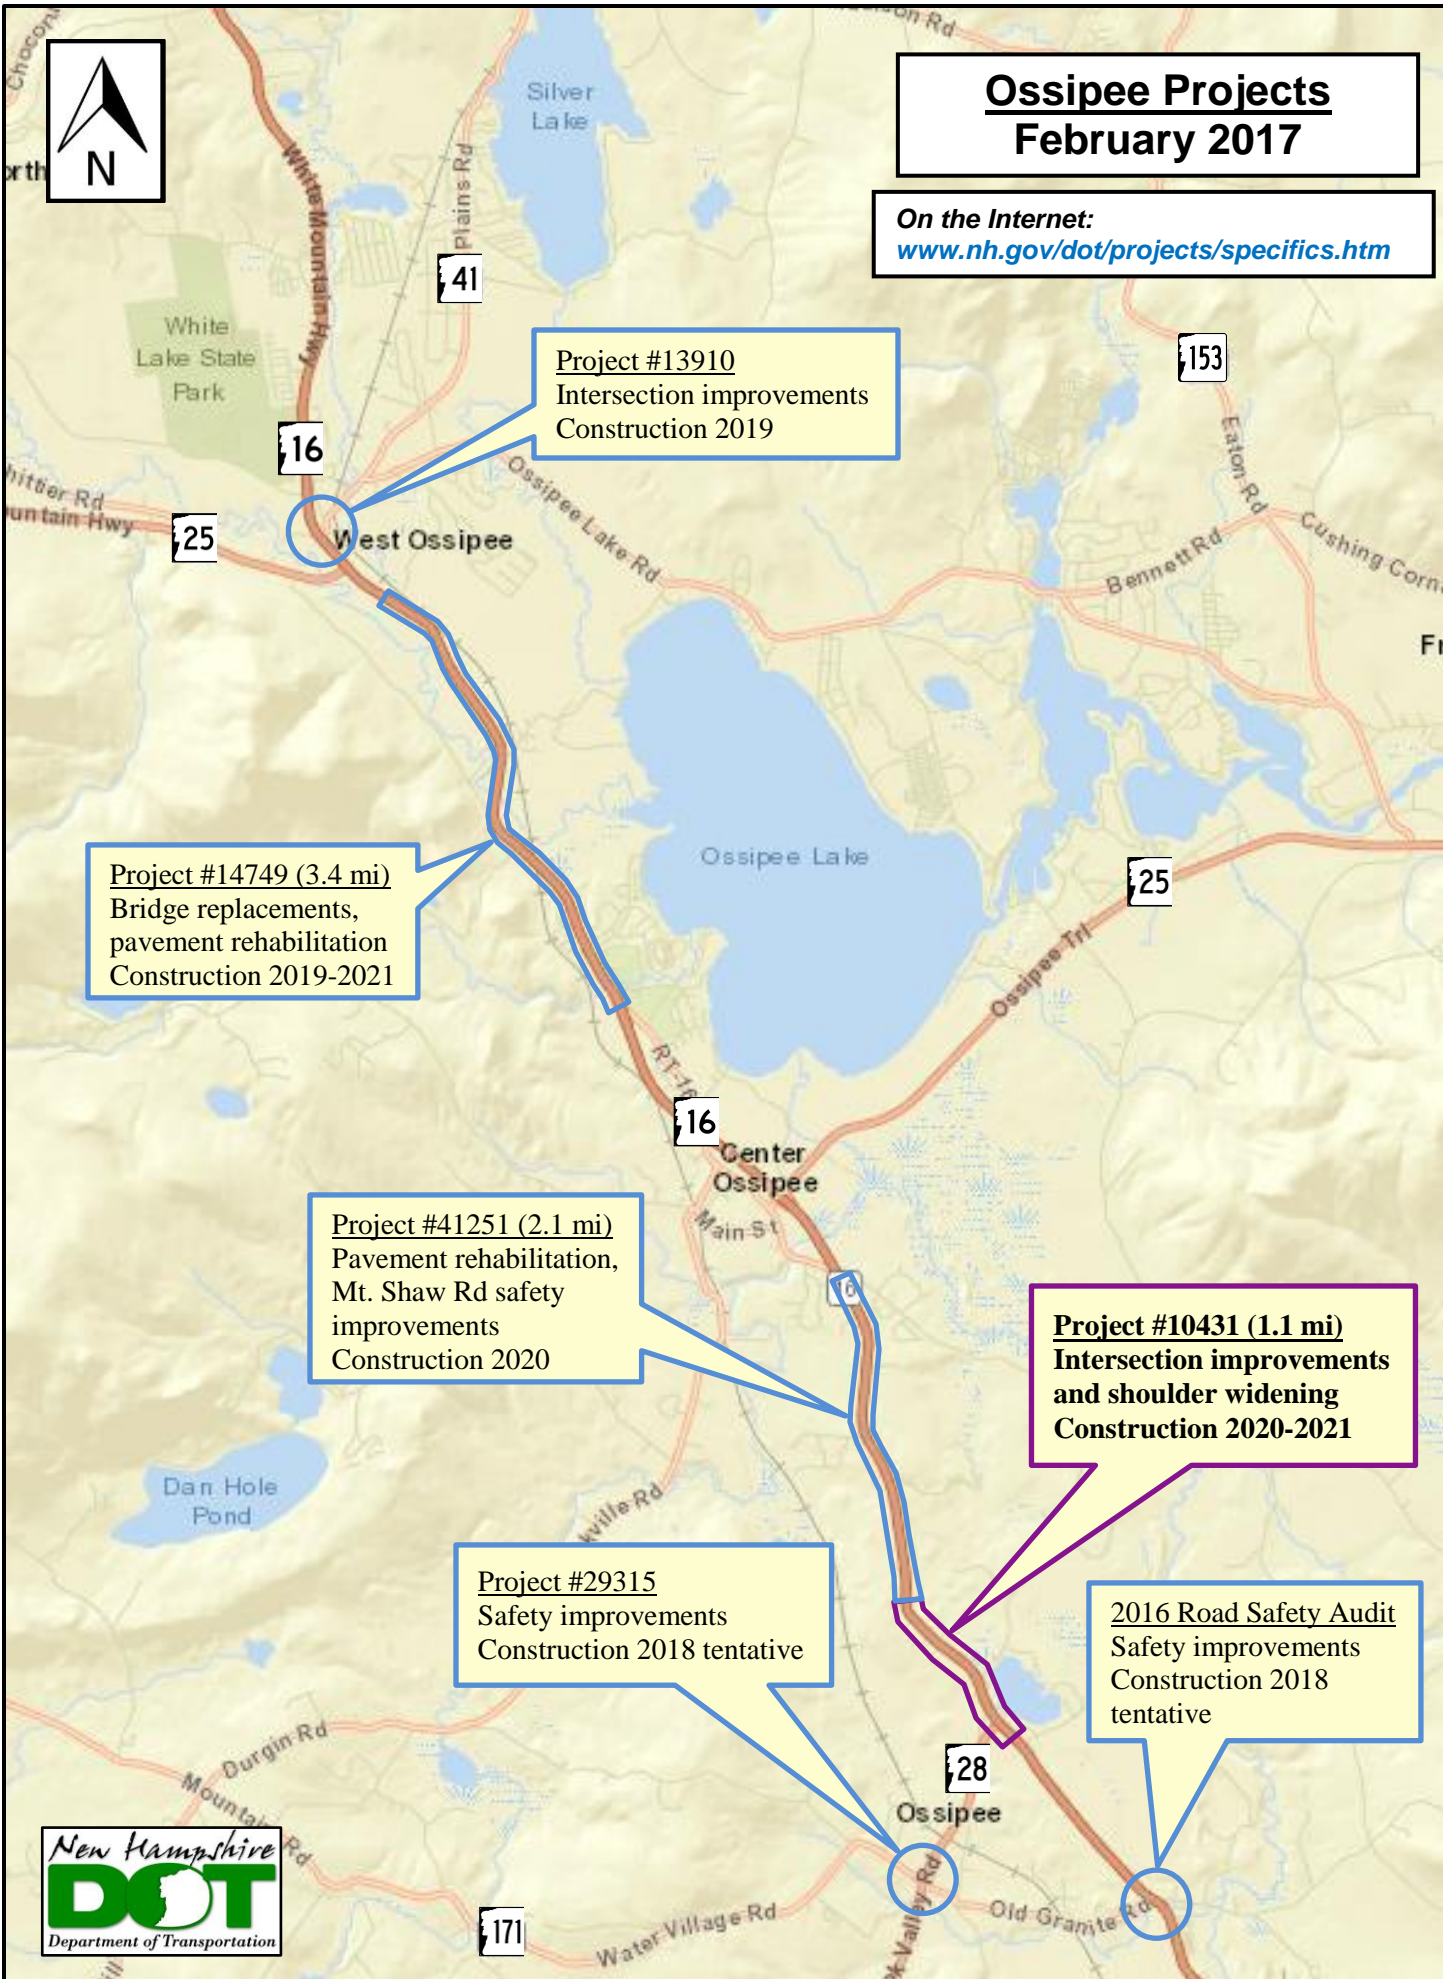 N
Ossipee Projects
February 2017
On the Internet:
www.nh.gov/dot/projects/specifics.htm
Silver
Lake
White Mountain Hwy
Plains Rd
41
White
Lake State
Park
153
Project #13910
Intersection improvements
Construction 2019
16
Eaton Rd
Ossipee Lake Rd
25
West Ossipee
Bennett Rd
Project #14749 (3.4 mi)
Bridge replacements,
pavement rehabilitation
Construction 2019-2021
Ossipee Lake
25
Ossipee Trl
RT-16
16
Center
Ossipee
Main St
16
Project #41251 (2.1 mi)
Pavement rehabilitation,
Mt. Shaw Rd safety
improvements
Construction 2020
Project #10431 (1.1 mi)
Intersection improvements
and shoulder widening
Construction 2020-2021
Dan Hole
Pond
Project #29315
Safety improvements
Construction 2018 tentative
2016 Road Safety Audit
Safety improvements
Construction 2018
tentative
Durgin Rd
Mountain Rd
28
Ossipee
Old Granite Rd
Valley Rd
Water Village Rd
171
New Hampshire
DOT
Department of Transportation